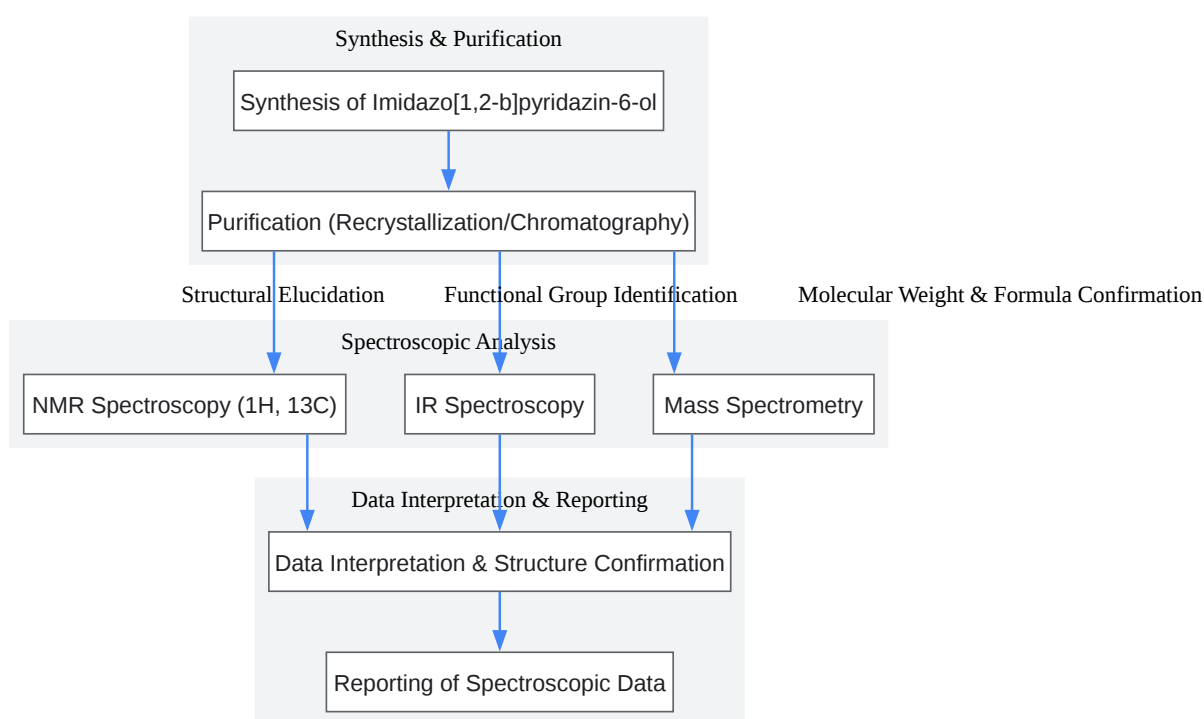 Synthesis & Purification
Synthesis of Imidazo[1,2-b]pyridazin-6-ol
Purification (Recrystallization/Chromatography)
Structural Elucidation
Functional Group Identification
Molecular Weight & Formula Confirmation
Spectroscopic Analysis
NMR Spectroscopy (1H, 13C)
IR Spectroscopy
Mass Spectrometry
Data Interpretation & Reporting
Data Interpretation & Structure Confirmation
Reporting of Spectroscopic Data